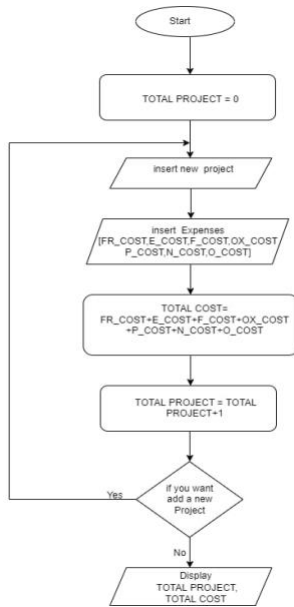 Start
TOTAL PROJECT = 0
insert new project
insert Expenses
[FR_COST,E_COST,F_COST,OX_COST
P_COST,N_COST,O_COST]
TOTAL COST=
FR_COST+E_COST+F_COST+OX_COST
+P_COST+N_COST+O_COST
TOTAL PROJECT = TOTAL
PROJECT+1
if you want
add a new
Project
Yes
No
Display
TOTAL PROJECT,
TOTAL COST